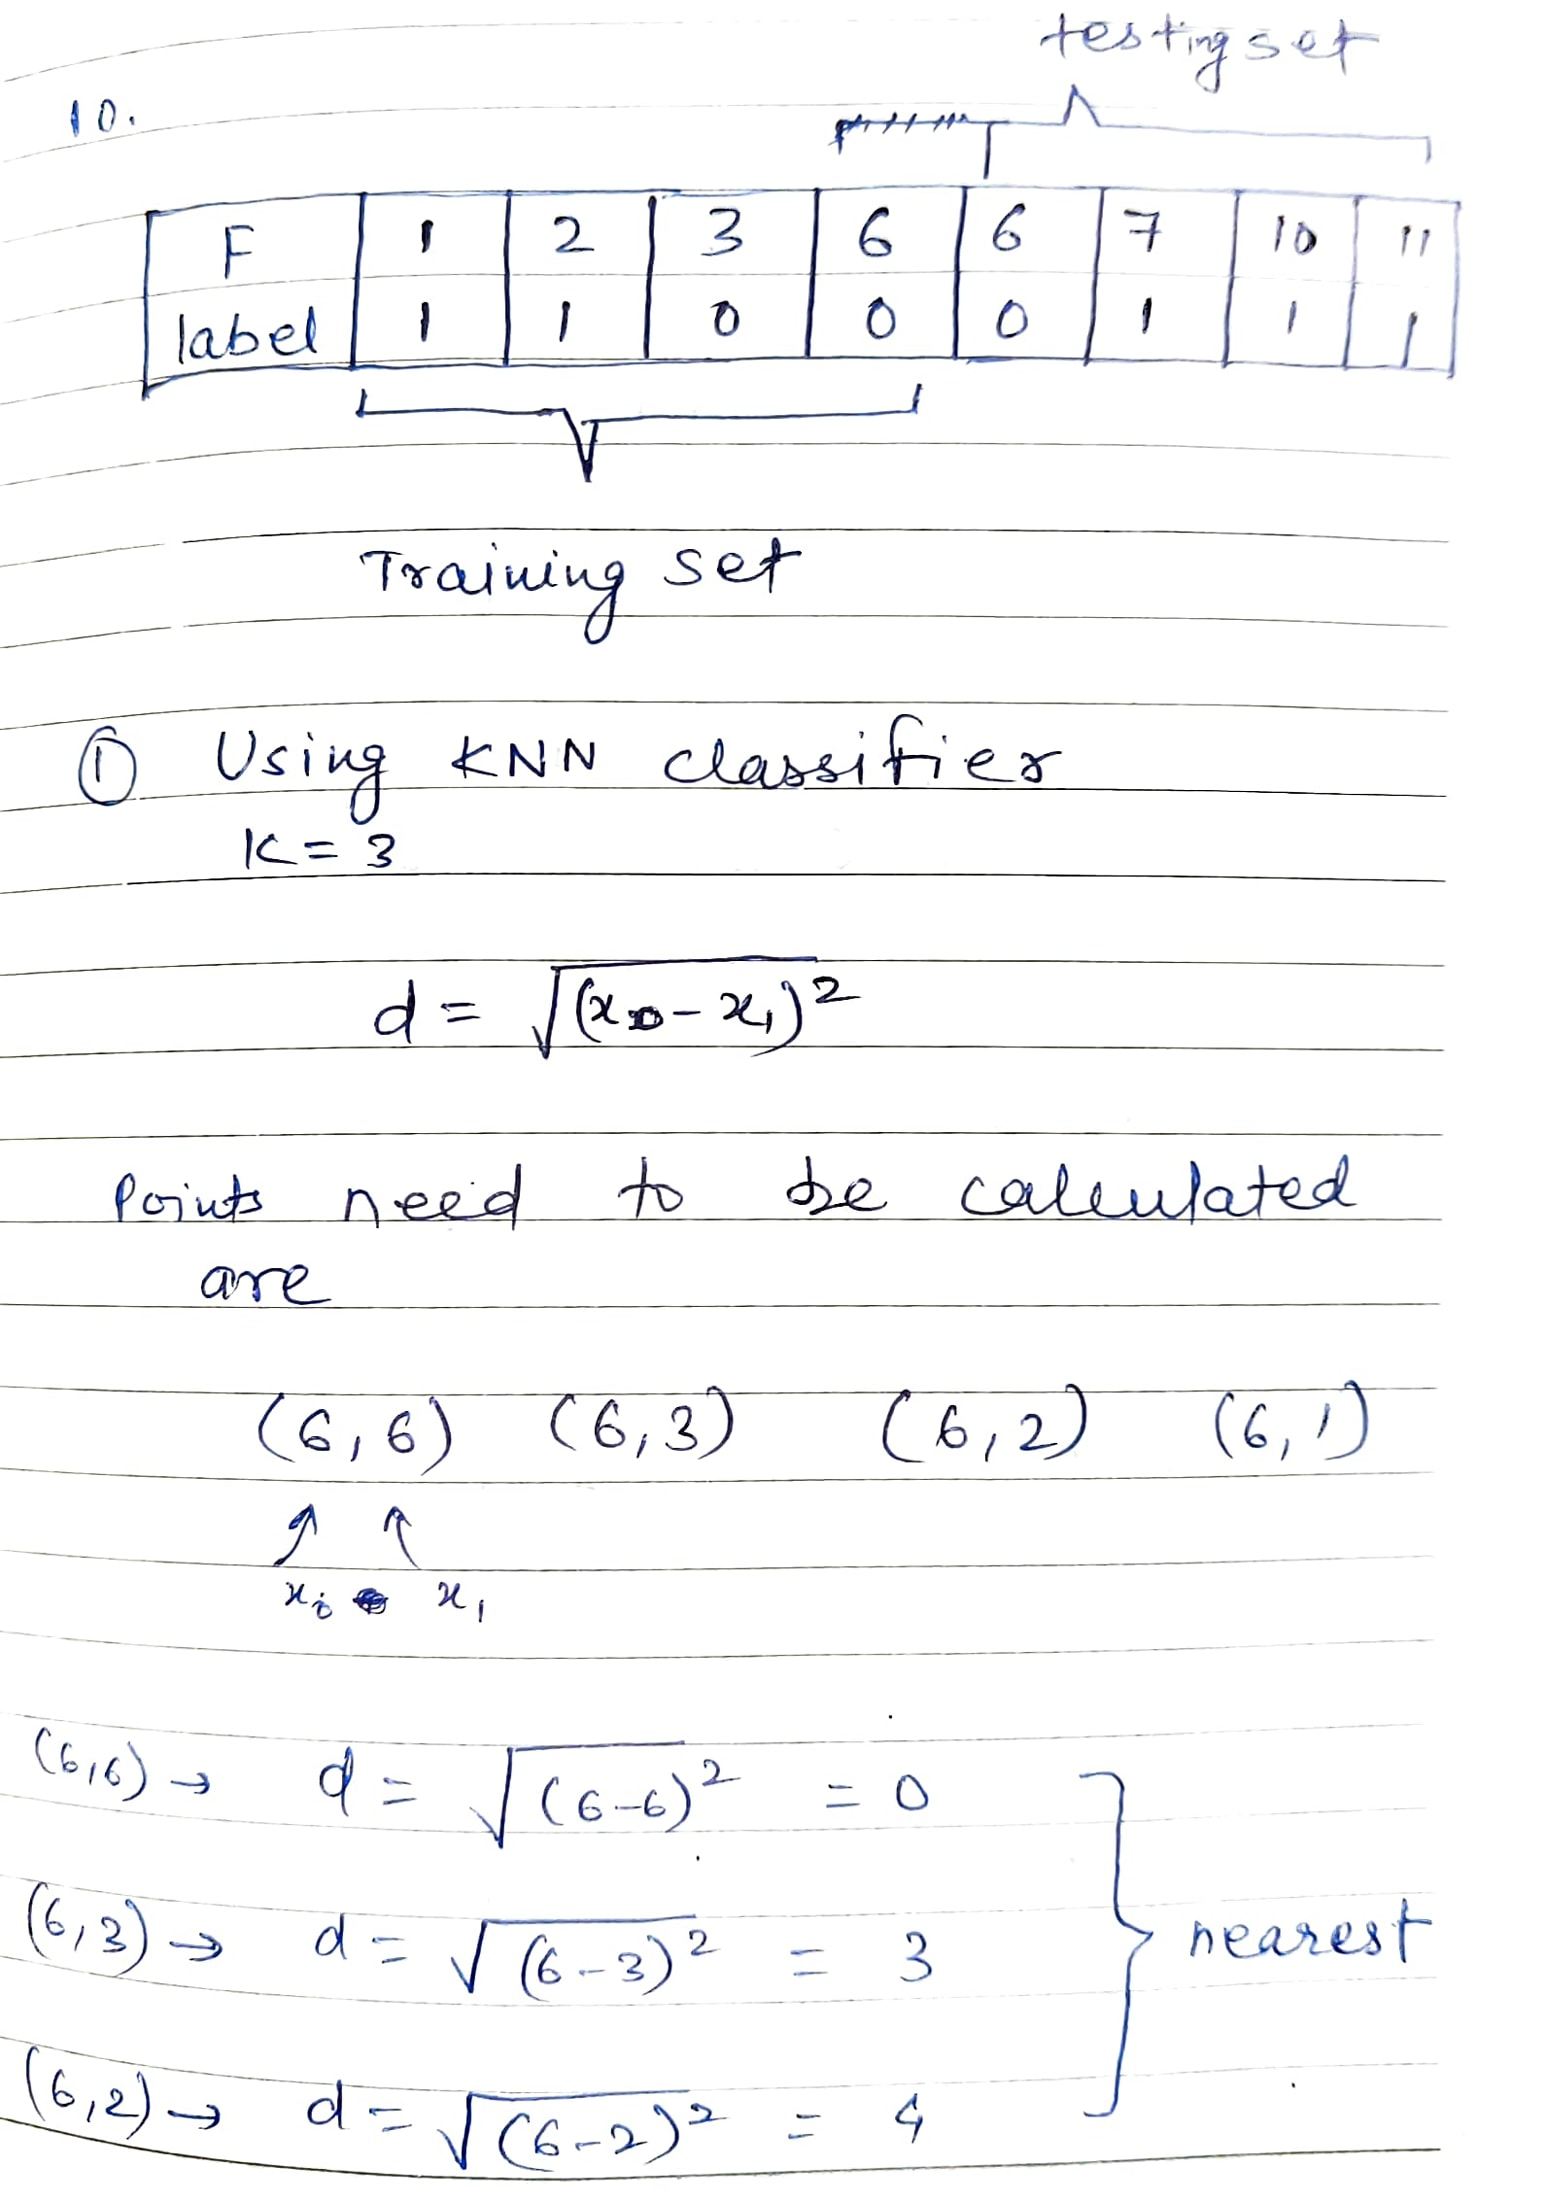 testing set
10.
F 1 2 3 6 6 7 10 11
label 1 1 0 0 0 1 1 1
Training set
① Using KNN classifier
K = 3
d = √(x₀ - x₁)²
Points need to be calculated
are
(6,6) (6,3) (6,2) (6,1)
↑ ↑
x₀ x₁
(6,6) → d = √(6-6)² = 0
(6,3) → d = √(6-3)² = 3
nearest
(6,2) → d = √(6-2)² = 4